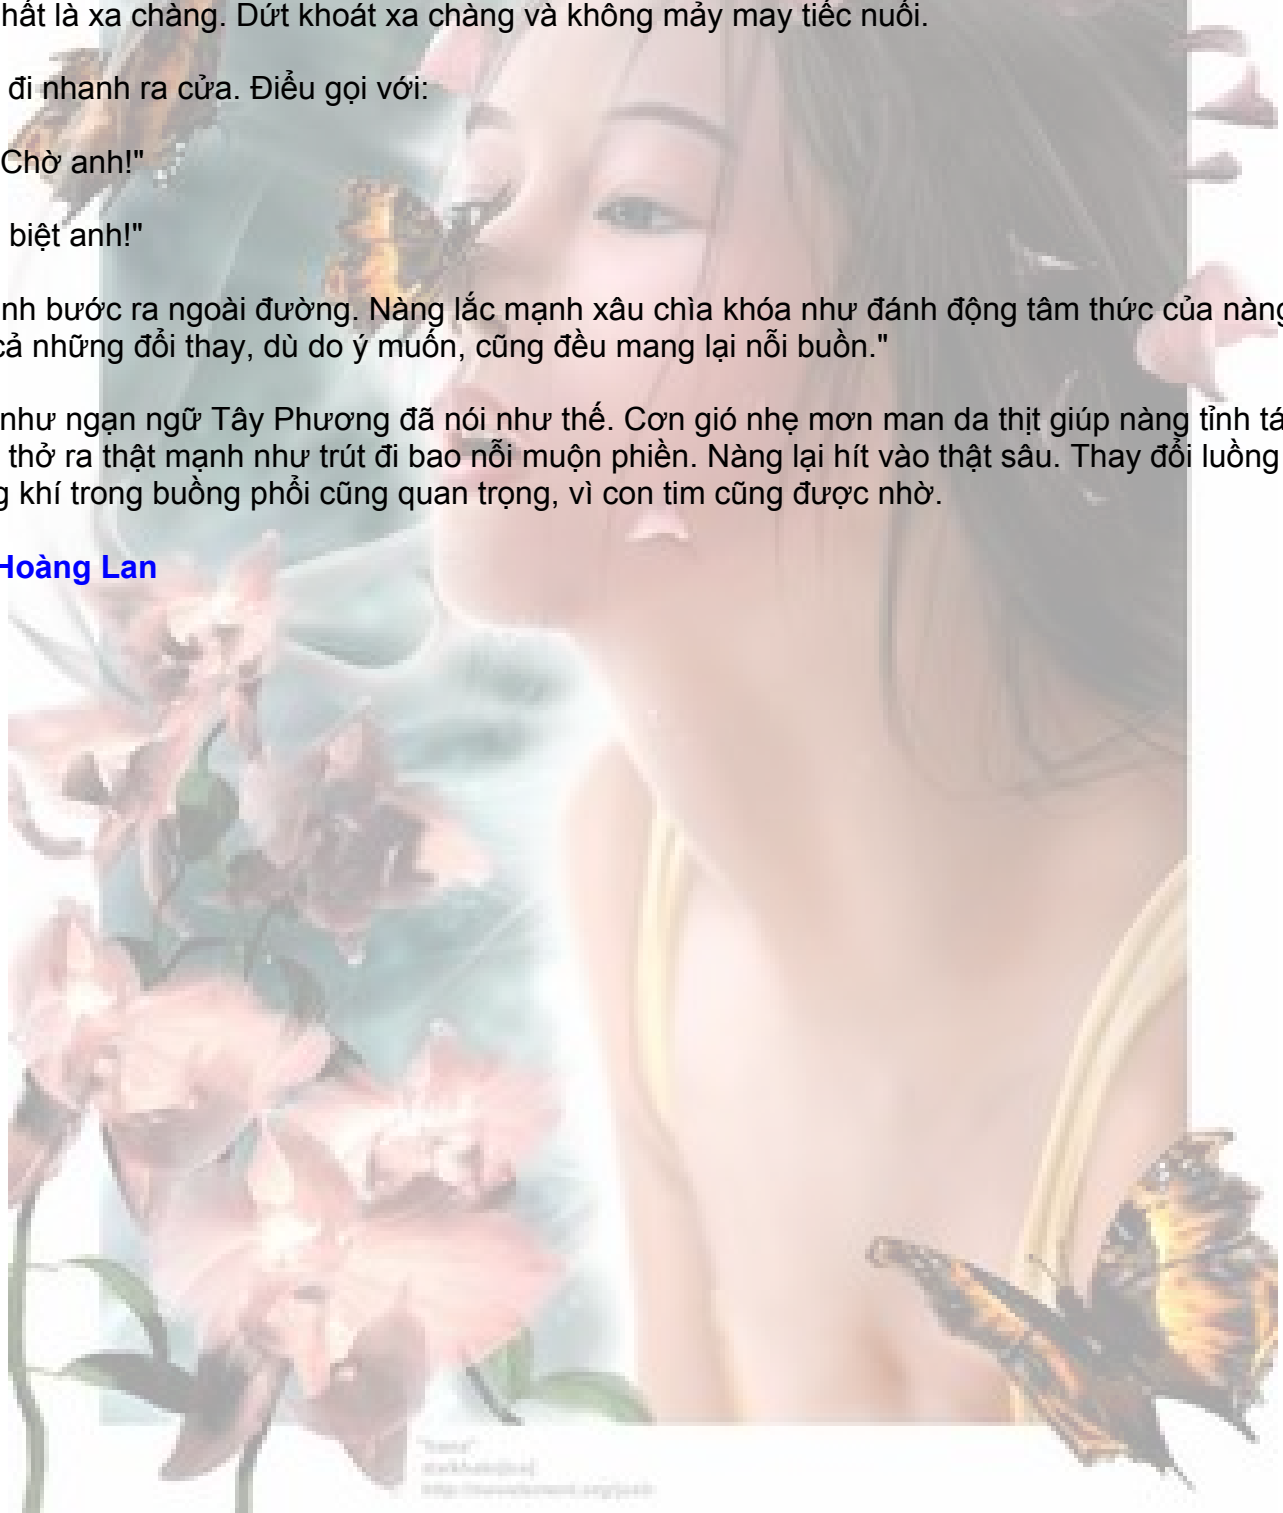 hất là xa chàng. Dứt khoát xa chàng và không mảy may tiếc nuối.
đi nhanh ra cửa. Điểu gọi với:
Chờ anh!"
biệt anh!"
nh bước ra ngoài đường. Nàng lắc mạnh xâu chìa khóa như đánh động tâm thức của nàng
cả những đổi thay, dù do ý muốn, cũng đều mang lại nỗi buồn."
như ngạn ngữ Tây Phương đã nói như thế. Cơn gió nhẹ mơn man da thịt giúp nàng tỉnh tá
thở ra thật mạnh như trút đi bao nỗi muộn phiền. Nàng lại hít vào thật sâu. Thay đổi luồng
g khí trong buồng phổi cũng quan trọng, vì con tim cũng được nhờ.
Hoàng Lan